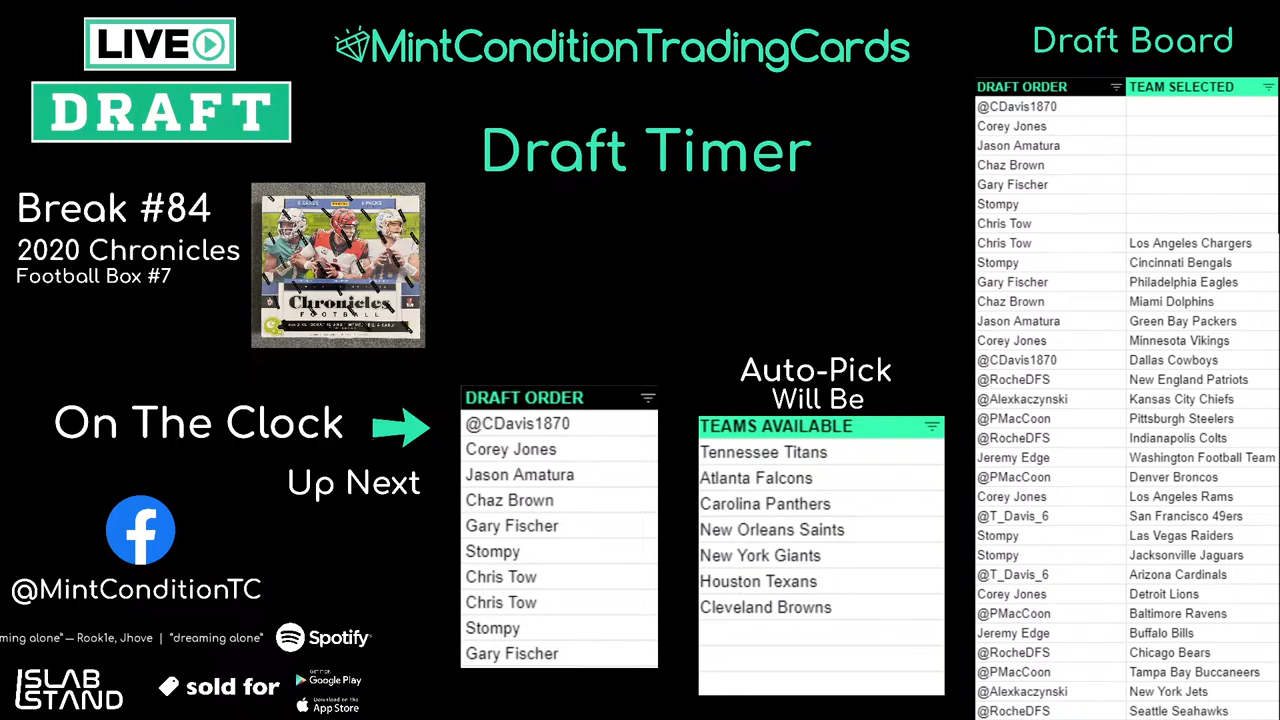 LIVE
DRAFT
MintConditionTradingCards
Draft Timer
Break #84
2020 Chronicles
Football Box #7
Chronicles
FOOTBALL
On The Clock
Up Next
@MintConditionTC
ming alone” — Rook1e, Jhove | “dreaming alone”
Spotify
SLAB
STAND
sold for
GET IT ON
Google Play
Download on the
App Store
DRAFT ORDER
@CDavis1870
Corey Jones
Jason Amatura
Chaz Brown
Gary Fischer
Stompy
Chris Tow
Chris Tow
Stompy
Gary Fischer
Auto-Pick
Will Be
TEAMS AVAILABLE
Tennessee Titans
Atlanta Falcons
Carolina Panthers
New Orleans Saints
New York Giants
Houston Texans
Cleveland Browns
Draft Board
DRAFT ORDER TEAM SELECTED
@CDavis1870
Corey Jones
Jason Amatura
Chaz Brown
Gary Fischer
Stompy
Chris Tow
Chris Tow Los Angeles Chargers
Stompy Cincinnati Bengals
Gary Fischer Philadelphia Eagles
Chaz Brown Miami Dolphins
Jason Amatura Green Bay Packers
Corey Jones Minnesota Vikings
@CDavis1870 Dallas Cowboys
@RocheDFS New England Patriots
@Alexkaczynski Kansas City Chiefs
@PMacCoon Pittsburgh Steelers
@RocheDFS Indianapolis Colts
Jeremy Edge Washington Football Team
@PMacCoon Denver Broncos
Corey Jones Los Angeles Rams
@T_Davis_6 San Francisco 49ers
Stompy Las Vegas Raiders
Stompy Jacksonville Jaguars
@T_Davis_6 Arizona Cardinals
Corey Jones Detroit Lions
@PMacCoon Baltimore Ravens
Jeremy Edge Buffalo Bills
@RocheDFS Chicago Bears
@PMacCoon Tampa Bay Buccaneers
@Alexkaczynski New York Jets
@RocheDFS Seattle Seahawks